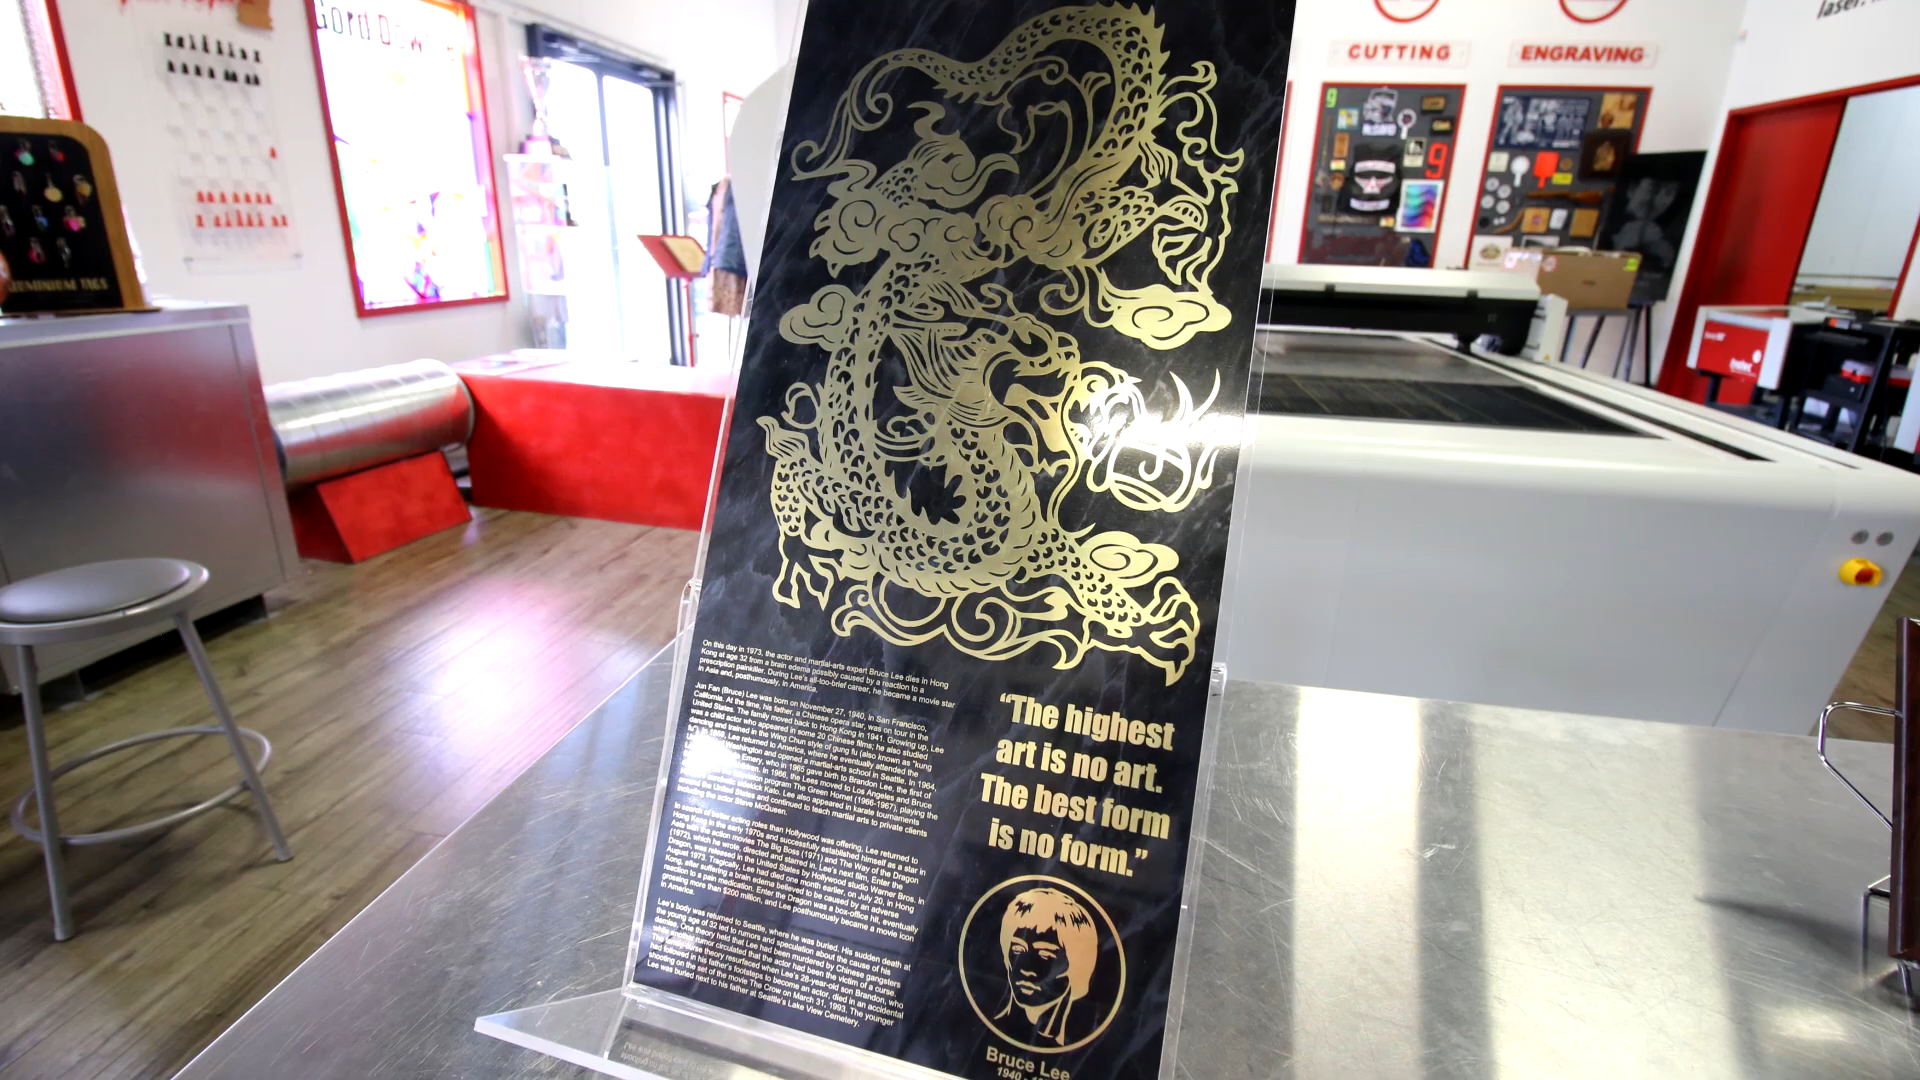 Gord Dow
laser.
CUTTING
ENGRAVING
9
9
ALUMINIUM TAGS
On this day in 1973, the actor and martial-arts expert Bruce Lee dies in Hong
Kong at age 32 from a brain edema possibly caused by a reaction to a
prescription painkiller. During Lee's all-too-brief career, he became a movie star
in Asia and, posthumously, in America.
Jun Fan (Bruce) Lee was born on November 27, 1940, in San Francisco,
California. At the time, his father, a Chinese opera star, was on tour in the
United States. The family moved back to Hong Kong in 1941. Growing up, Lee
was a child actor who appeared in some 20 Chinese films; he also studied
dancing and trained in the Wing Chun style of gung fu (also known as "kung
fu"). In 1959, Lee returned to America, where he eventually attended the
of Washington and opened a martial-arts school in Seattle. In 1964,
Emery, who in 1965 gave birth to Brandon Lee, the first of
children. In 1966, the Lees moved to Los Angeles and Bruce
television program The Green Hornet (1966-1967), playing the
sidekick Kato. Lee also appeared in karate tournaments
around the United States and continued to teach martial arts to private clients
including the actor Steve McQueen.
In search of better acting roles than Hollywood was offering, Lee returned to
Hong Kong in the early 1970s and successfully established himself as a star in
Asia with the action movies The Big Boss (1971) and The Way of the Dragon
(1972), which he wrote, directed and starred in. Lee's next film, Enter the
Dragon, was released in the United States by Hollywood studio Warner Bros. in
August 1973. Tragically, Lee had died one month earlier, on July 20, in Hong
Kong, after suffering a brain edema believed to be caused by an adverse
reaction to a pain medication. Enter the Dragon was a box-office hit, eventually
grossing more than $200 million, and Lee posthumously became a movie icon
in America.
Lee's body was returned to Seattle, where he was buried. His sudden death at
the young age of 32 led to rumors and speculation about the cause of his
demise. One theory held that Lee had been murdered by Chinese gangsters
while another rumor circulated that the actor had been the victim of a curse.
The family-curse theory resurfaced when Lee's 28-year-old son Brandon, who
had followed in his father's footsteps to become an actor, died in an accidental
shooting on the set of the movie The Crow on March 31, 1993. The younger
Lee was buried next to his father at Seattle's Lake View Cemetery.
“The highest
art is no art.
The best form
is no form.”
Bruce Lee
1940 -